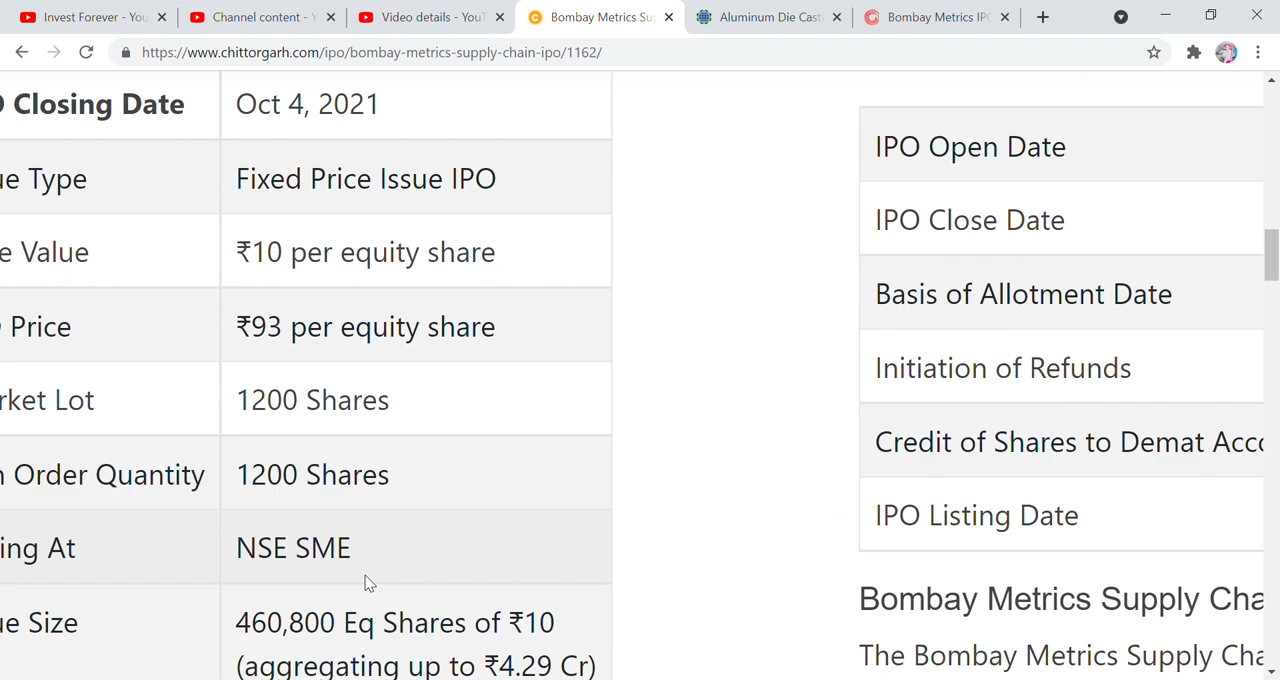 Invest Forever - You
Channel content - Y
Video details - YouT
Bombay Metrics Su
Aluminum Die Cast
Bombay Metrics IPO
https://www.chittorgarh.com/ipo/bombay-metrics-supply-chain-ipo/1162/
Closing Date Oct 4, 2021
ue Type Fixed Price Issue IPO
e Value ₹10 per equity share
Price ₹93 per equity share
rket Lot 1200 Shares
n Order Quantity 1200 Shares
ing At NSE SME
ue Size 460,800 Eq Shares of ₹10
(aggregating up to ₹4.29 Cr)
IPO Open Date
IPO Close Date
Basis of Allotment Date
Initiation of Refunds
Credit of Shares to Demat Acco
IPO Listing Date
Bombay Metrics Supply Cha
The Bombay Metrics Supply Cha